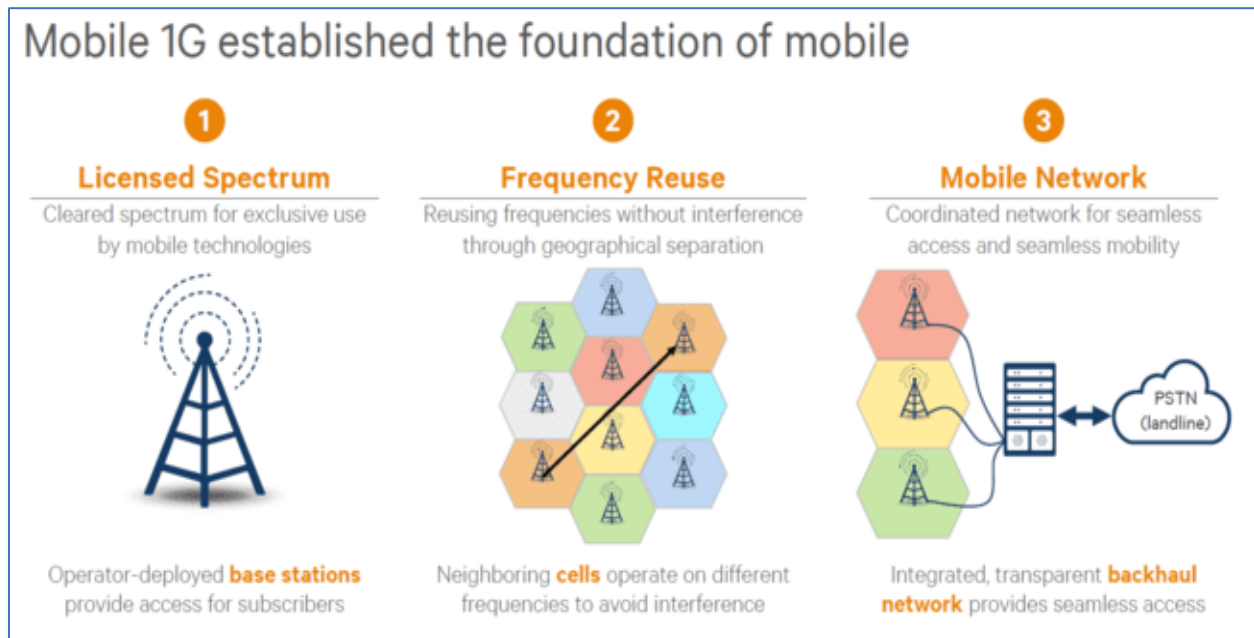 Mobile 1G established the foundation of mobile
1
Licensed Spectrum
Cleared spectrum for exclusive use
by mobile technologies
Operator-deployed base stations
provide access for subscribers
2
Frequency Reuse
Reusing frequencies without interference
through geographical separation
Neighboring cells operate on different
frequencies to avoid interference
3
Mobile Network
Coordinated network for seamless
access and seamless mobility
PSTN
(landline)
Integrated, transparent backhaul
network provides seamless access